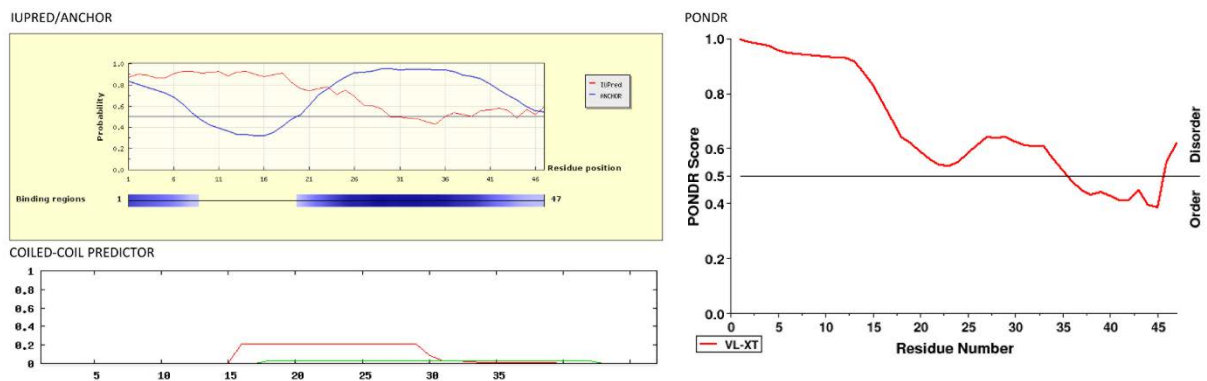 IUPRED/ANCHOR
1.0
0.8
0.6
0.4
0.2
0.0
Probability
1 6 11 16 21 26 31 36 41 46
Residue position
IUPred
ANCHOR
Binding regions 1 47
COILED-COIL PREDICTOR
1
0.8
0.6
0.4
0.2
0
5 10 15 20 25 30 35
PONDR
1.0
0.8
0.6
0.5
0.4
0.2
0.0
PONDR Score
Disorder
Order
0 5 10 15 20 25 30 35 40 45
VL-XT
Residue Number